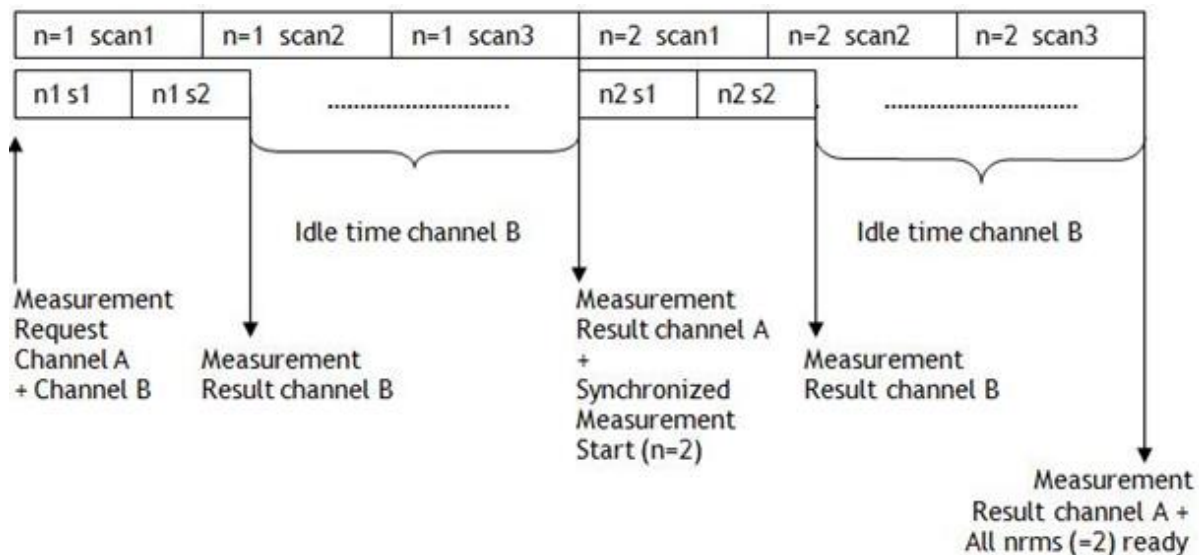 n=1 scan1 n=1 scan2 n=1 scan3 n=2 scan1 n=2 scan2 n=2 scan3
n1 s1 n1 s2 n2 s1 n2 s2
Idle time channel B
Idle time channel B
Measurement
Request
Channel A
+ Channel B
Measurement
Result channel B
Measurement
Result channel A
+
Synchronized
Measurement
Start (n=2)
Measurement
Result channel B
Measurement
Result channel A +
All nrms (=2) ready